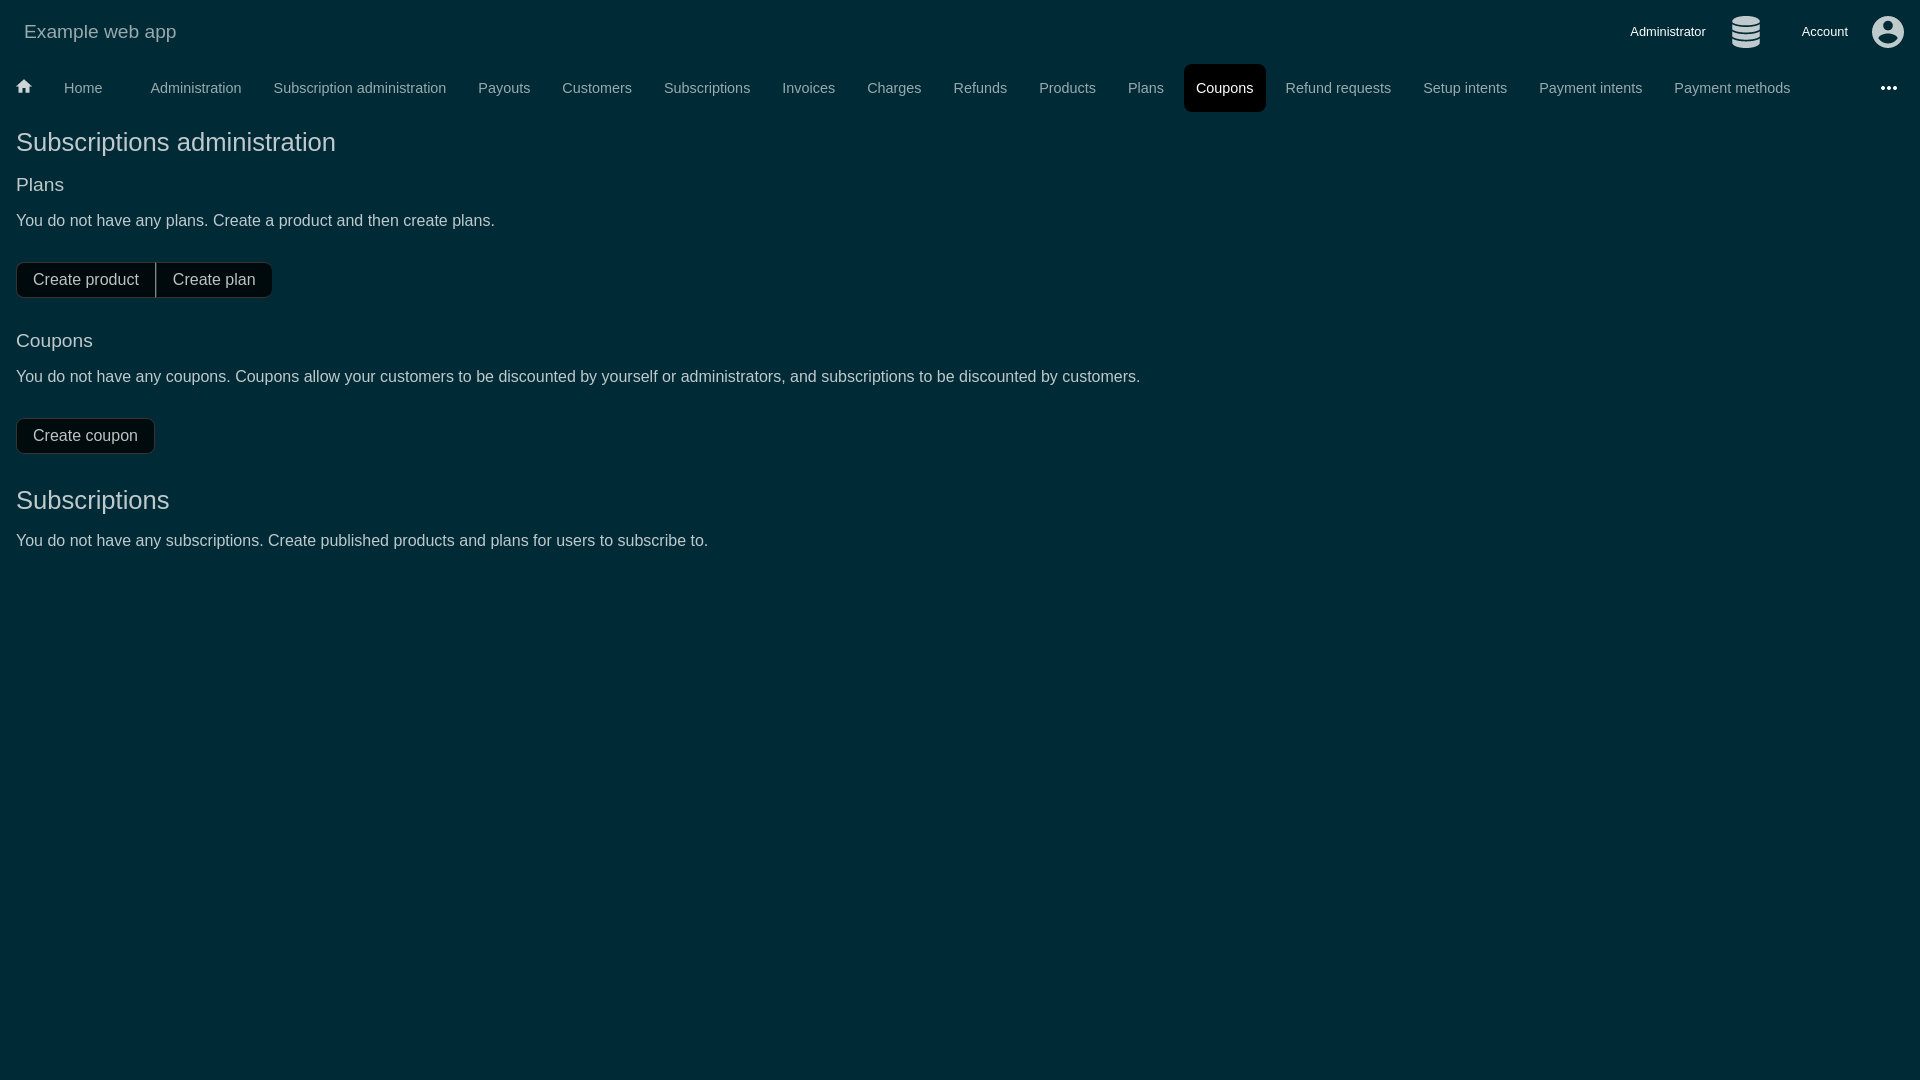 Example web app
Administrator
Account
Home Administration Subscription administration Payouts Customers Subscriptions Invoices Charges Refunds Products Plans Coupons Refund requests Setup intents Payment intents Payment methods
Subscriptions administration
Plans
You do not have any plans. Create a product and then create plans.
Create product Create plan
Coupons
You do not have any coupons. Coupons allow your customers to be discounted by yourself or administrators, and subscriptions to be discounted by customers.
Create coupon
Subscriptions
You do not have any subscriptions. Create published products and plans for users to subscribe to.